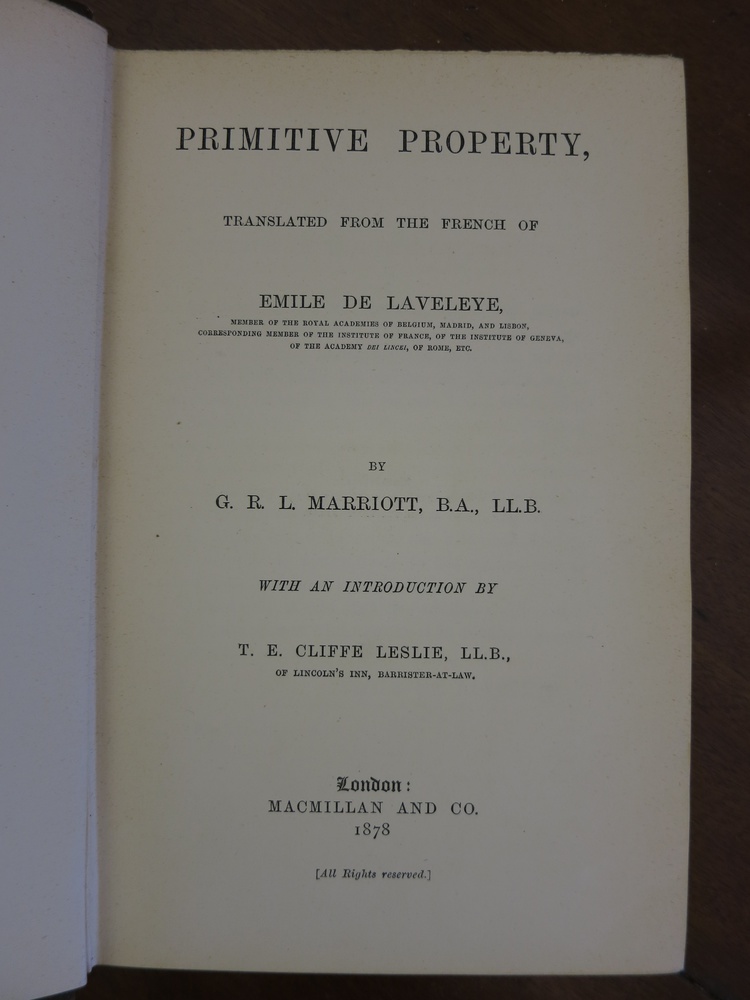 PRIMITIVE PROPERTY,
TRANSLATED FROM THE FRENCH OF
EMILE DE LAVELEYE,
MEMBER OF THE ROYAL ACADEMIES OF BELGIUM, MADRID, AND LISBON,
CORRESPONDING MEMBER OF THE INSTITUTE OF FRANCE, OF THE INSTITUTE OF GENEVA,
OF THE ACADEMY DEI LINCEI, OF ROME, ETC.
BY
G. R. L. MARRIOTT, B.A., LL.B.
WITH AN INTRODUCTION BY
T. E. CLIFFE LESLIE, LL.B.,
OF LINCOLN'S INN, BARRISTER-AT-LAW.
London:
MACMILLAN AND CO.
1878
[All Rights reserved.]